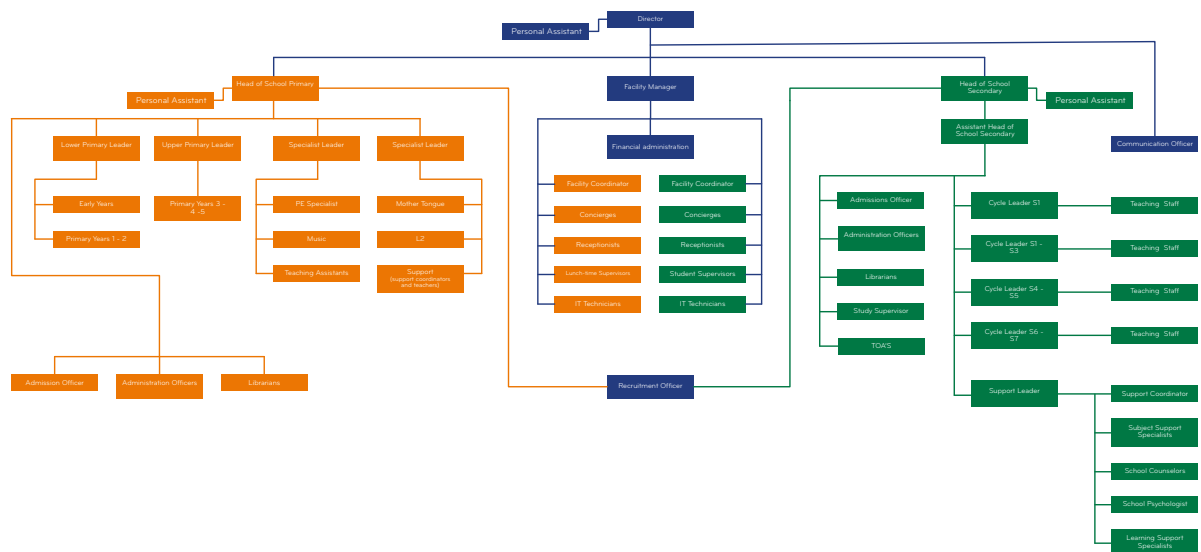 Director
Personal Assistant
Head of School Primary
Personal Assistant
Facility Manager
Head of School
Secondary
Personal Assistant
Assistant Head of
School Secondary
Communication Officer
Lower Primary Leader
Upper Primary Leader
Specialist Leader
Specialist Leader
Financial administration
Early Years
Primary Years 1 - 2
Primary Years 3 -
4 -5
PE Specialist
Music
Teaching Assistants
Mother Tongue
L2
Support
(support coordinators
and teachers)
Facility Coordinator
Concierges
Receptionists
Lunch-time Supervisors
IT Technicians
Facility Coordinator
Concierges
Receptionists
Student Supervisors
IT Technicians
Admissions Officer
Administration Officers
Librarians
Study Supervisor
TOA'S
Cycle Leader S1
Teaching Staff
Cycle Leader S1 -
S3
Teaching Staff
Cycle Leader S4 -
S5
Teaching Staff
Cycle Leader S6 -
S7
Teaching Staff
Admission Officer
Administration Officers
Librarians
Recruitment Officer
Support Leader
Support Coordinator
Subject Support
Specialists
School Counselors
School Psychologist
Learning Support
Specialists